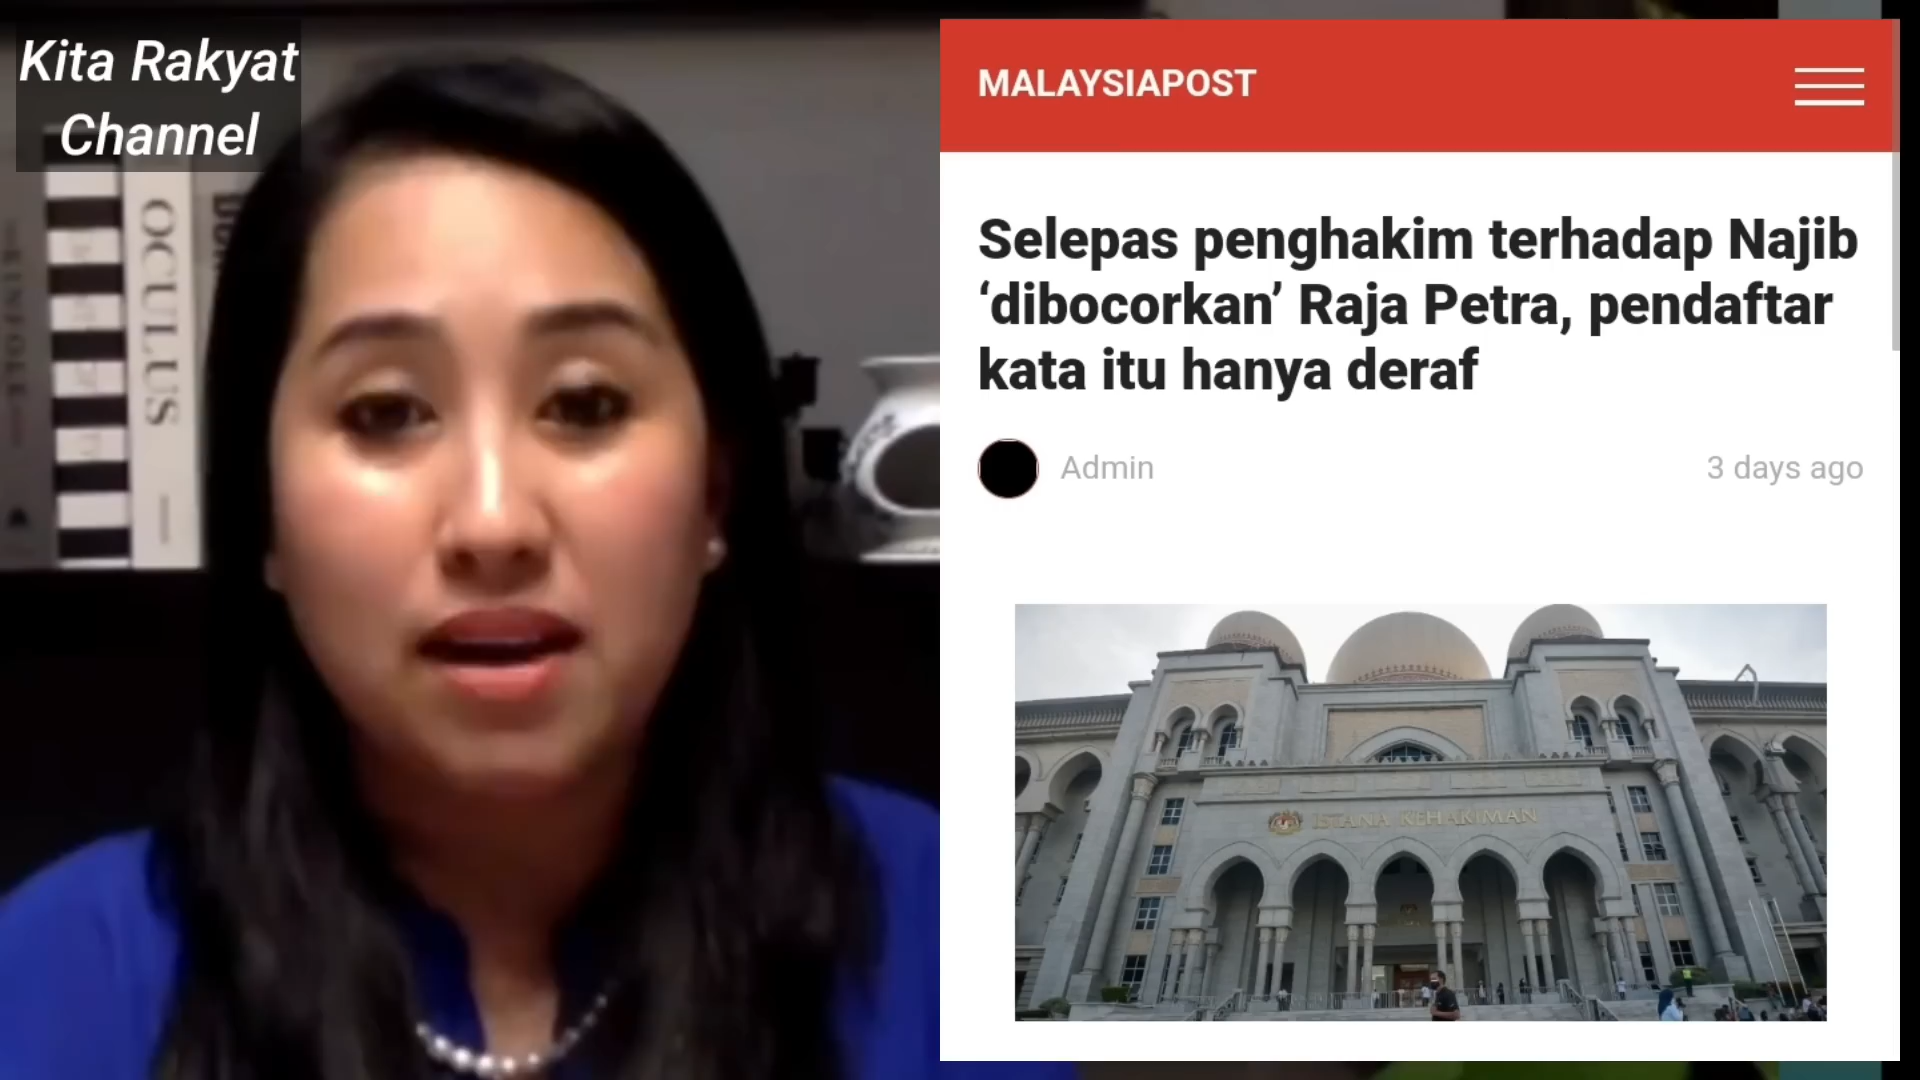 Kita Rakyat
Channel
OCULUS
MALAYSIAPOST
Selepas penghakim terhadap Najib
‘dibocorkan’ Raja Petra, pendaftar
kata itu hanya deraf
Admin
3 days ago
ISTANA KEHAKIMAN